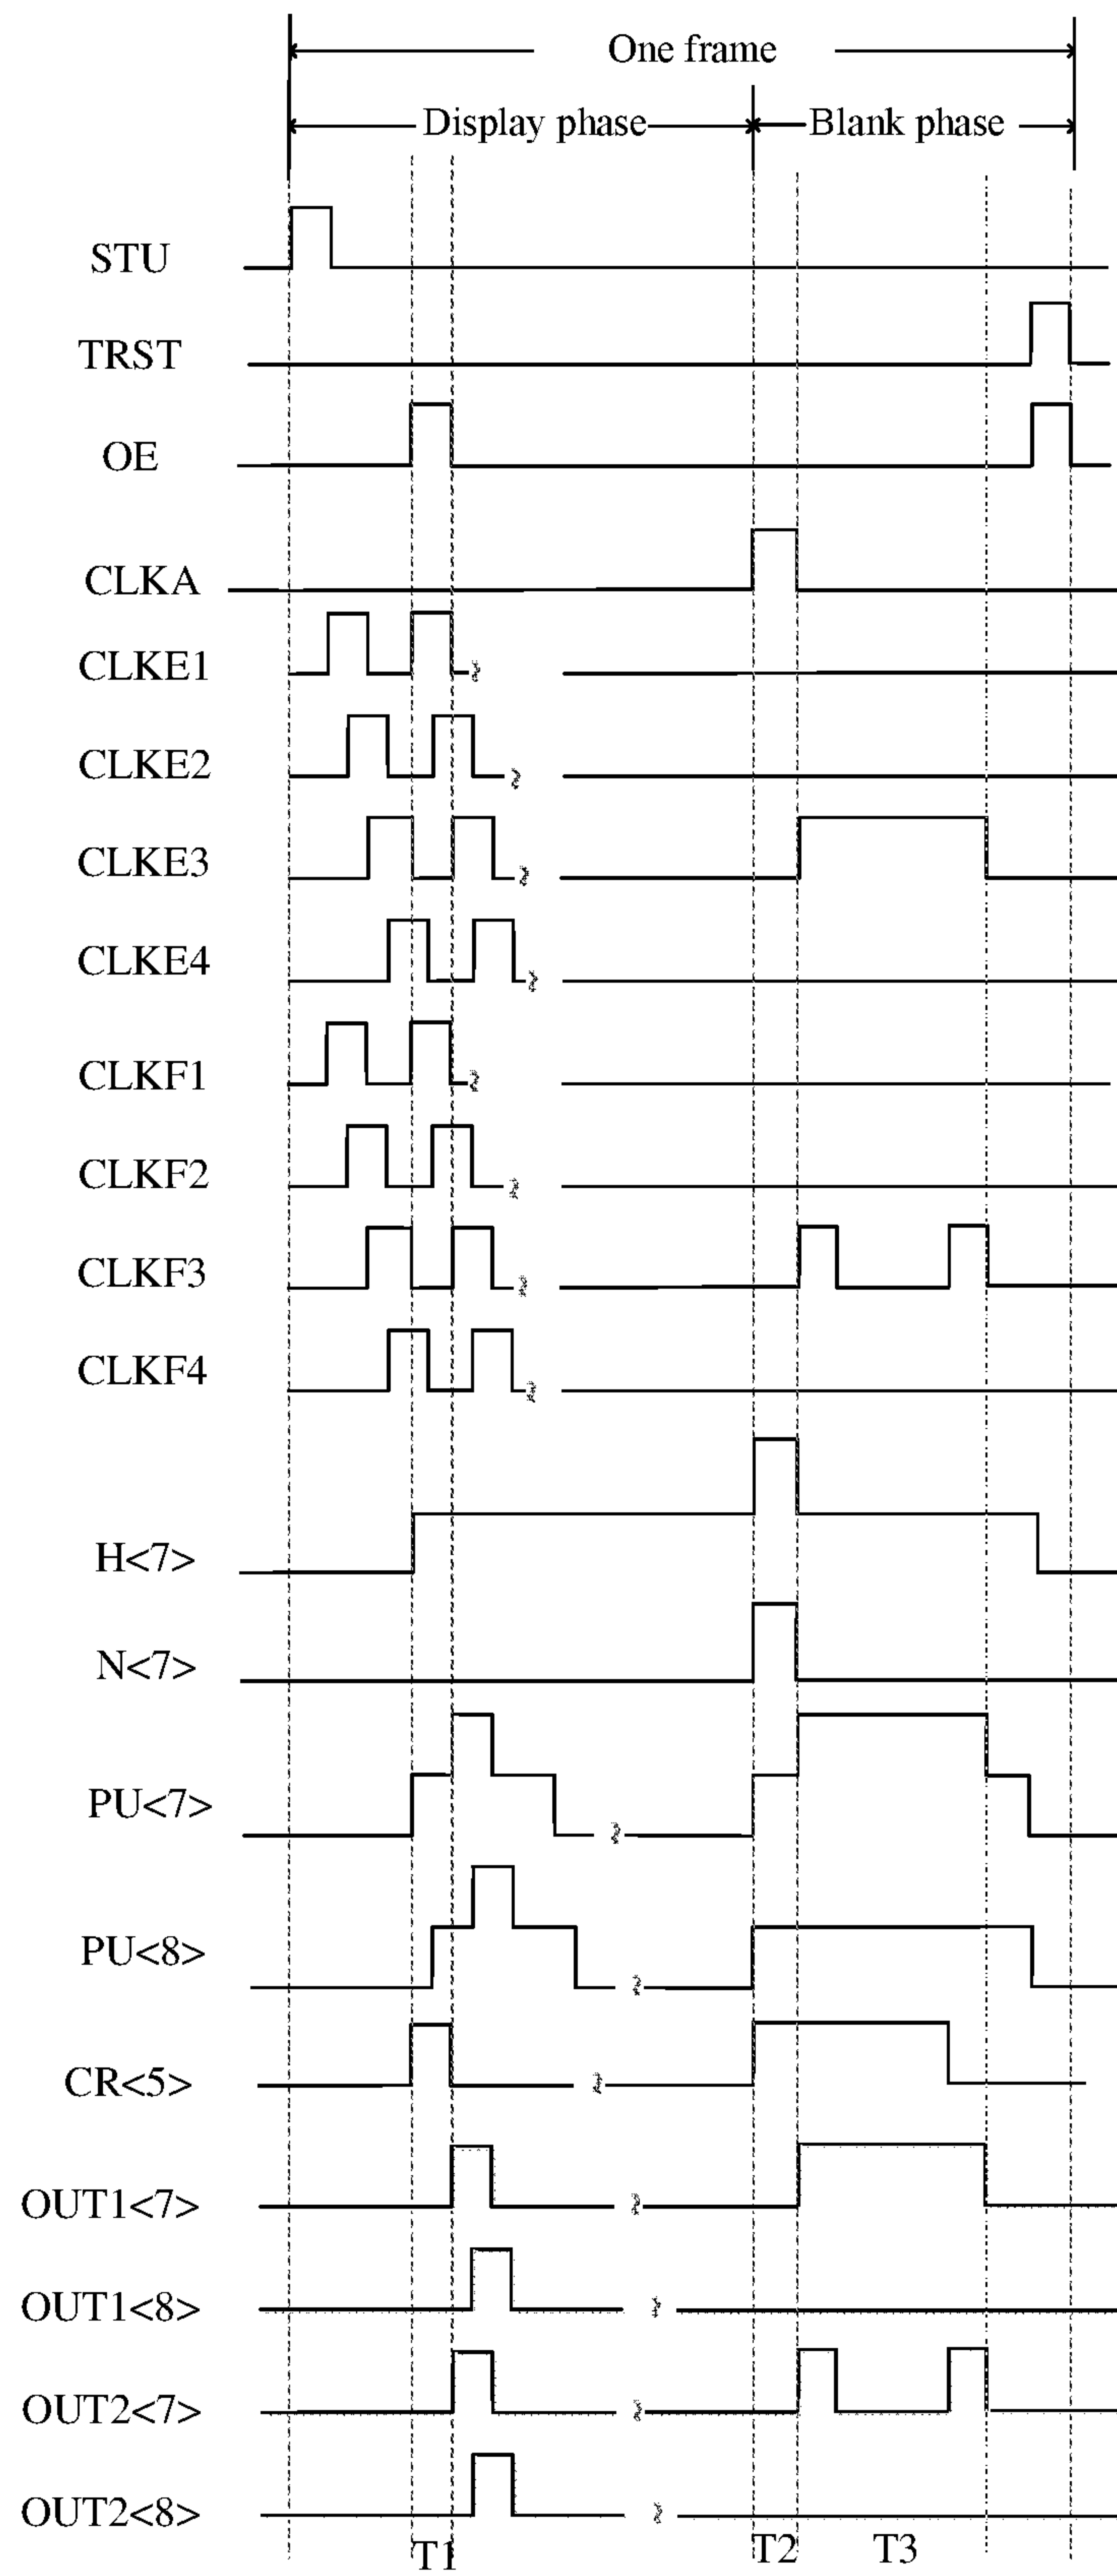 One frame
Display phase
Blank phase
STU
TRST
OE
CLKA
CLKE1
CLKE2
CLKE3
CLKE4
CLKF1
CLKF2
CLKF3
CLKF4
H<7>
N<7>
PU<7>
PU<8>
CR<5>
OUT1<7>
OUT1<8>
OUT2<7>
OUT2<8>
T1 T2 T3